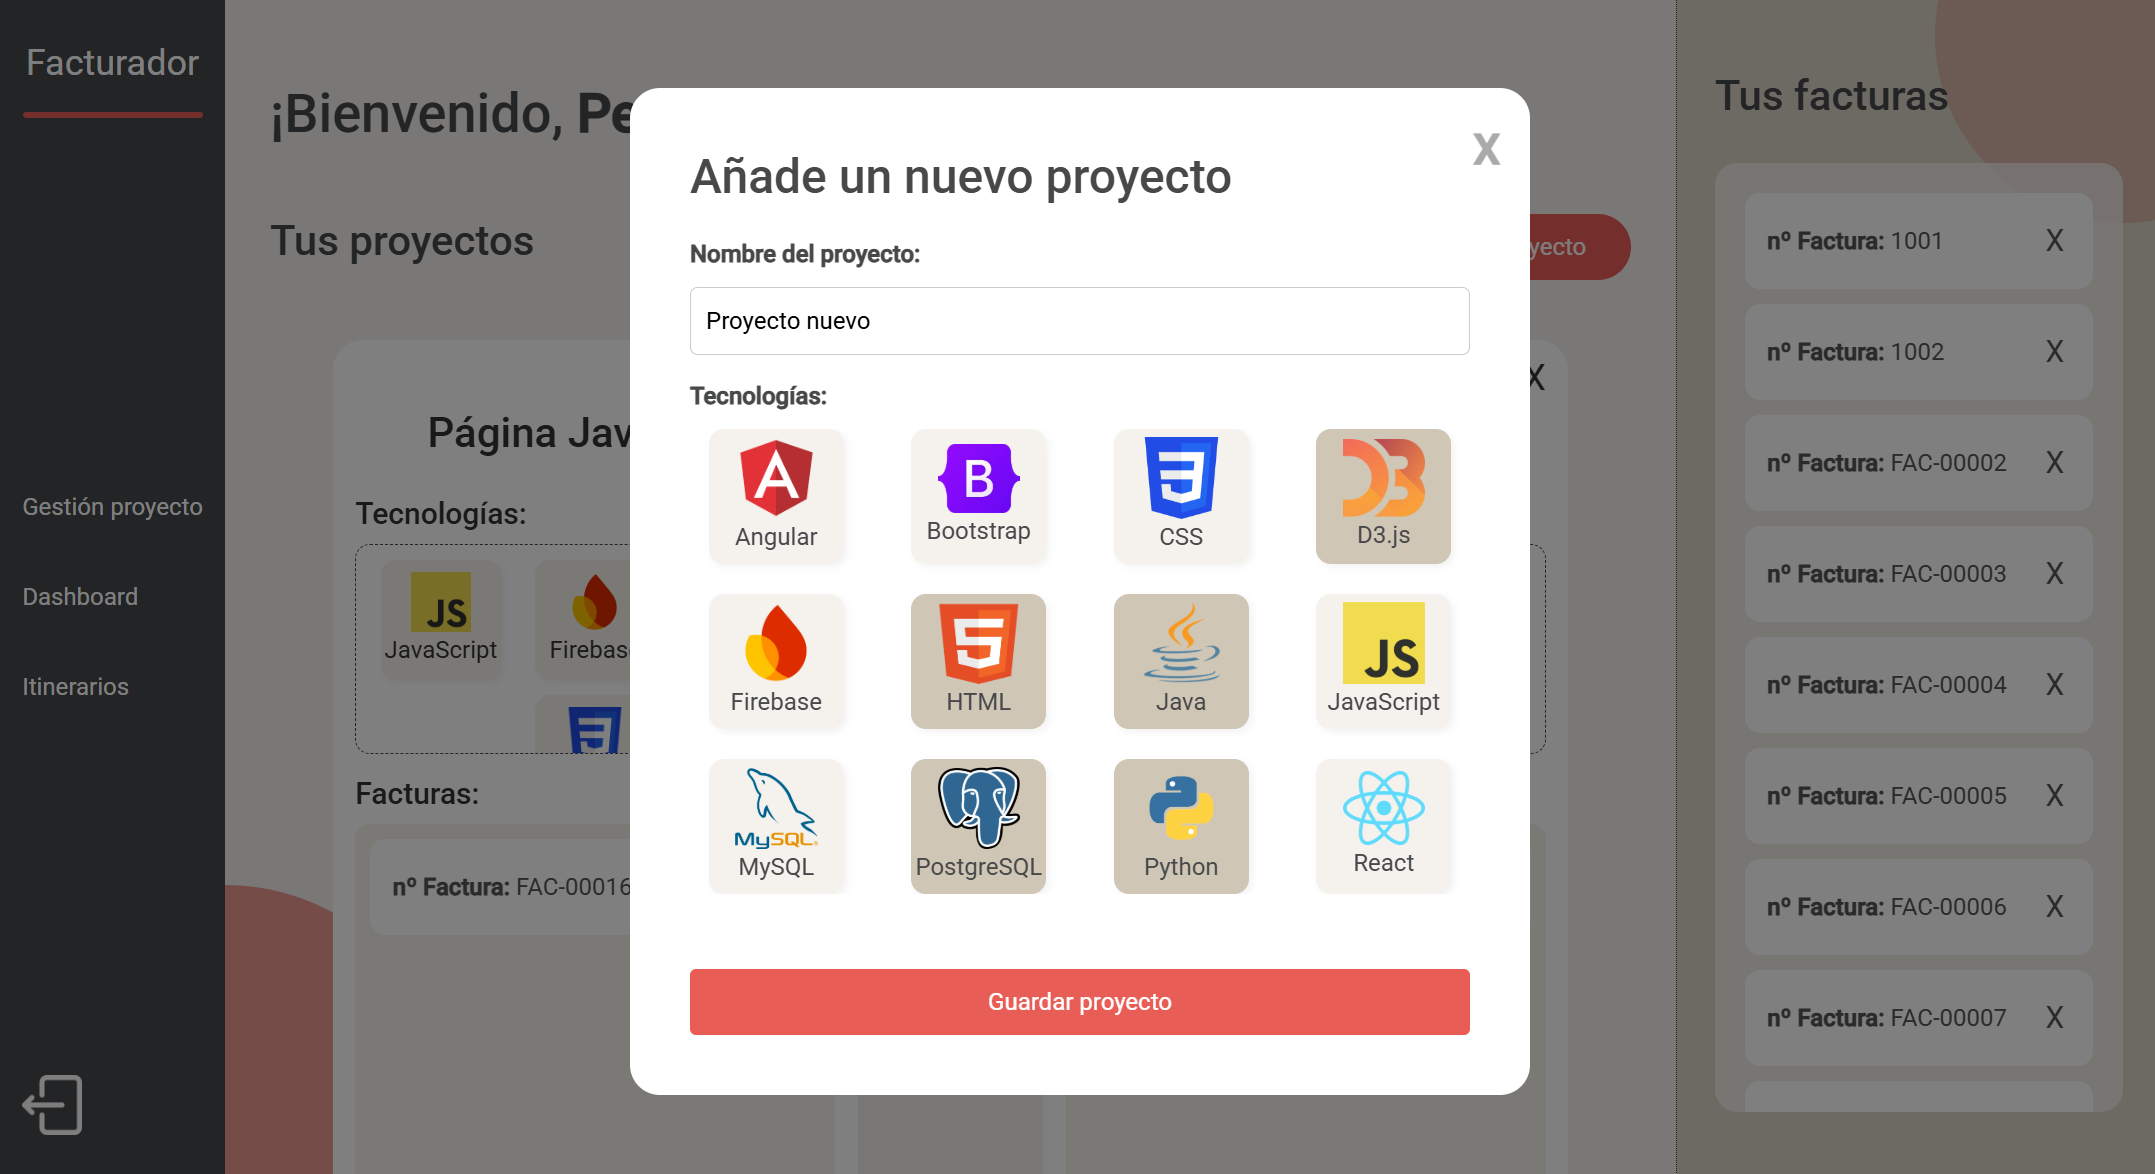 Facturador
Gestión proyecto
Dashboard
Itinerarios
¡Bienvenido, Pe
Tus proyectos
yecto
Página Jav
X
Tecnologías:
JS
JavaScript
Firebas
Facturas:
nº Factura: FAC-00016
Añade un nuevo proyecto
X
Nombre del proyecto:
Proyecto nuevo
Tecnologías:
Angular
B
Bootstrap
CSS
D3.js
Firebase
HTML
Java
JS
JavaScript
MySQL
MySQL
PostgreSQL
Python
React
Guardar proyecto
Tus facturas
nº Factura: 1001 X
nº Factura: 1002 X
nº Factura: FAC-00002 X
nº Factura: FAC-00003 X
nº Factura: FAC-00004 X
nº Factura: FAC-00005 X
nº Factura: FAC-00006 X
nº Factura: FAC-00007 X